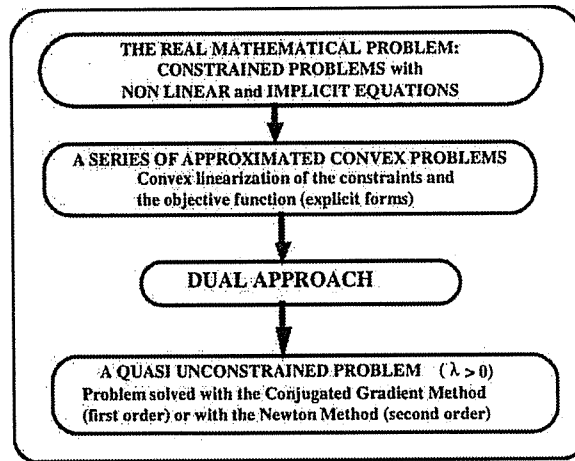 THE REAL MATHEMATICAL PROBLEM:
CONSTRAINED PROBLEMS with
NON LINEAR and IMPLICIT EQUATIONS
A SERIES OF APPROXIMATED CONVEX PROBLEMS
Convex linearization of the constraints and
the objective function (explicit forms)
DUAL APPROACH
A QUASI UNCONSTRAINED PROBLEM (λ > 0)
Problem solved with the Conjugated Gradient Method
(first order) or with the Newton Method (second order)